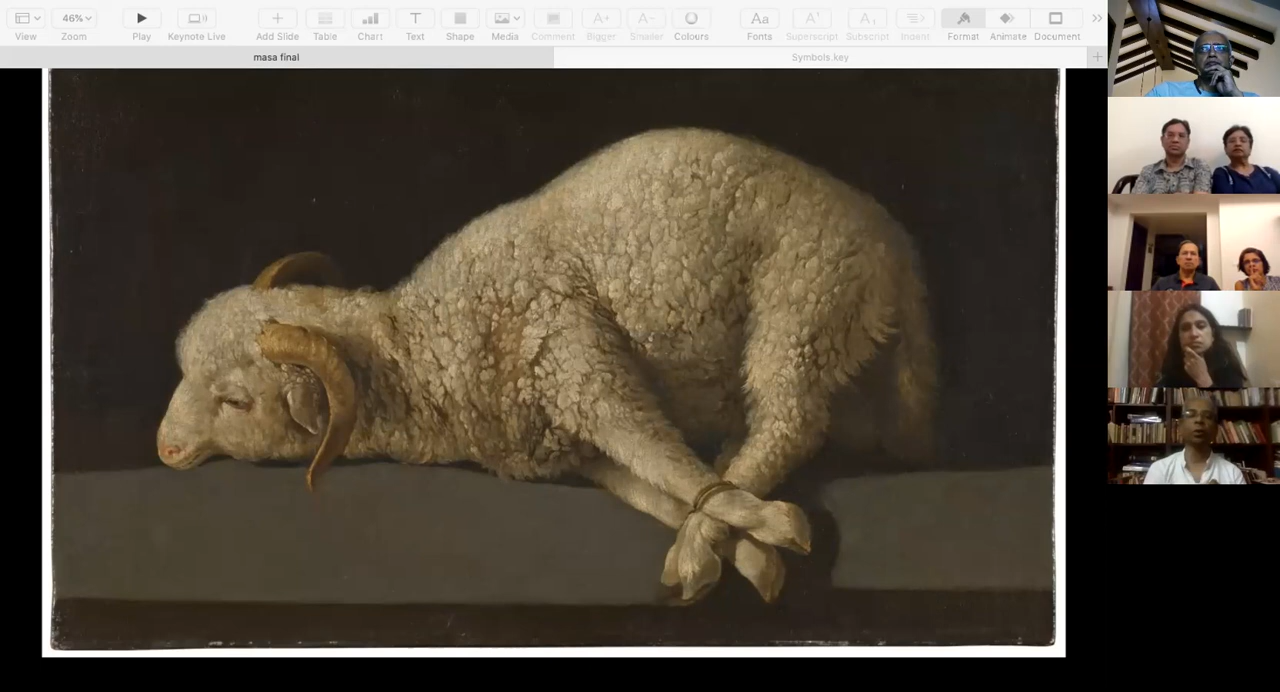 46%
View Zoom Play Keynote Live Add Slide Table Chart Text Shape Media Comment Bigger Smaller Colours Fonts Superscript Subscript Indent Format Animate Document
masa final Symbols.key